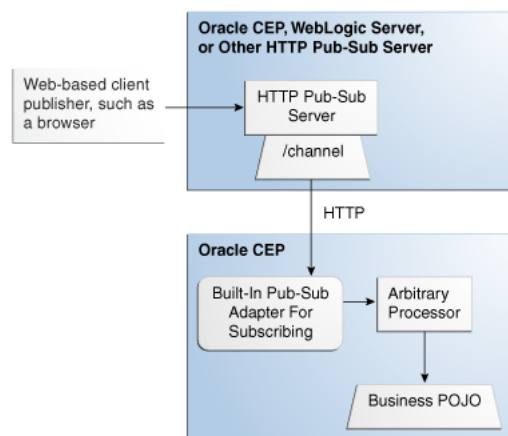 Oracle CEP, WebLogic Server,
or Other HTTP Pub-Sub Server
Web-based client
publisher, such as
a browser
HTTP Pub-Sub
Server
/channel
HTTP
Oracle CEP
Built-In Pub-Sub
Adapter For
Subscribing
Arbitrary
Processor
Business POJO